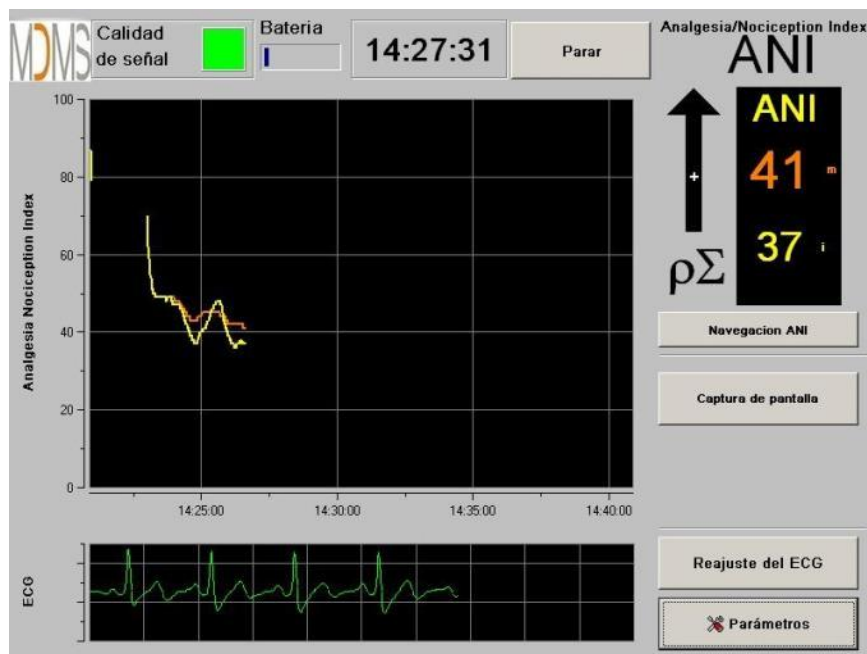 MDMS
Calidad
de señal
Bateria
14:27:31
Parar
Analgesia/Nociception Index
ANI
ANI
41 m
37 i
+
ρΣ
Navegacion ANI
Captura de pantalla
Reajuste del ECG
Parámetros
Analgesia Nociception Index
100
80
60
40
20
0
14:25:00 14:30:00 14:35:00 14:40:00
ECG